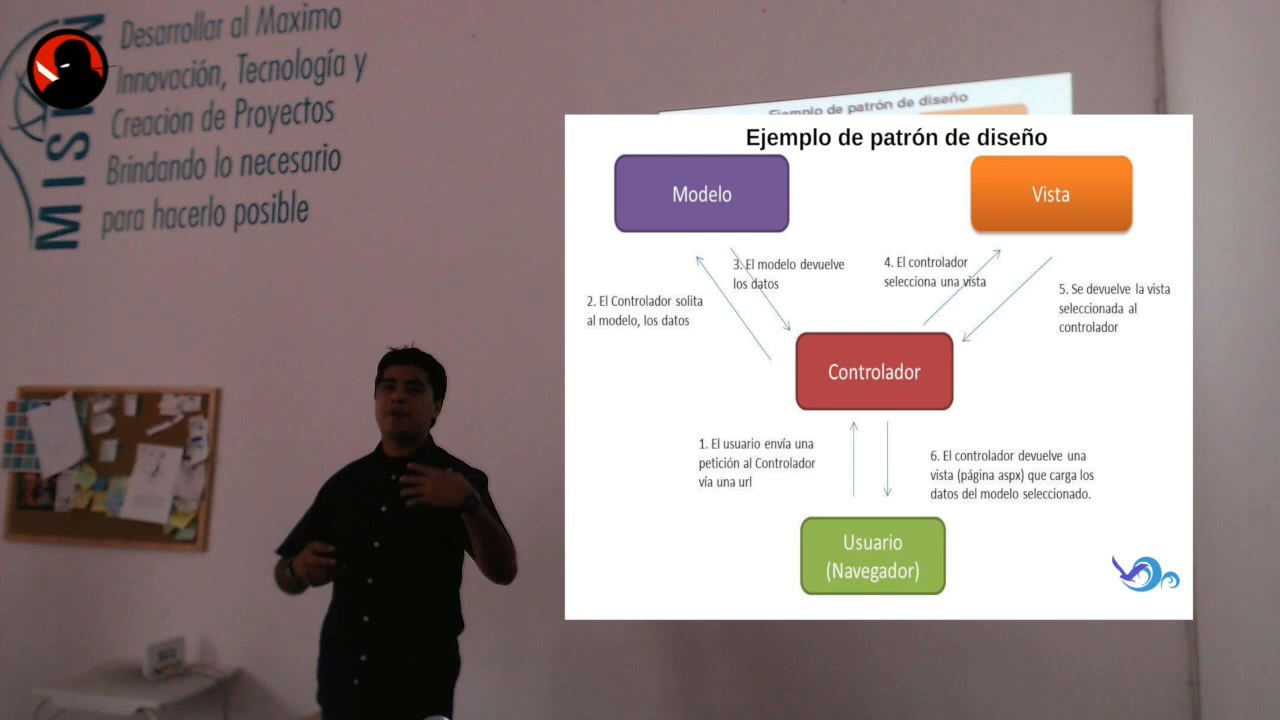 MISIÓN
Desarrollar al Maximo
Innovación, Tecnología y
Creación de Proyectos
Brindando lo necesario
para hacerlo posible
Ejemplo de patrón de diseño
Ejemplo de patrón de diseño
Modelo
Vista
3. El modelo devuelve
los datos
4. El controlador
selecciona una vista
2. El Controlador solita
al modelo, los datos
5. Se devuelve la vista
seleccionada al
controlador
Controlador
1. El usuario envía una
petición al Controlador
vía una url
6. El controlador devuelve una
vista (página aspx) que carga los
datos del modelo seleccionado.
Usuario
(Navegador)